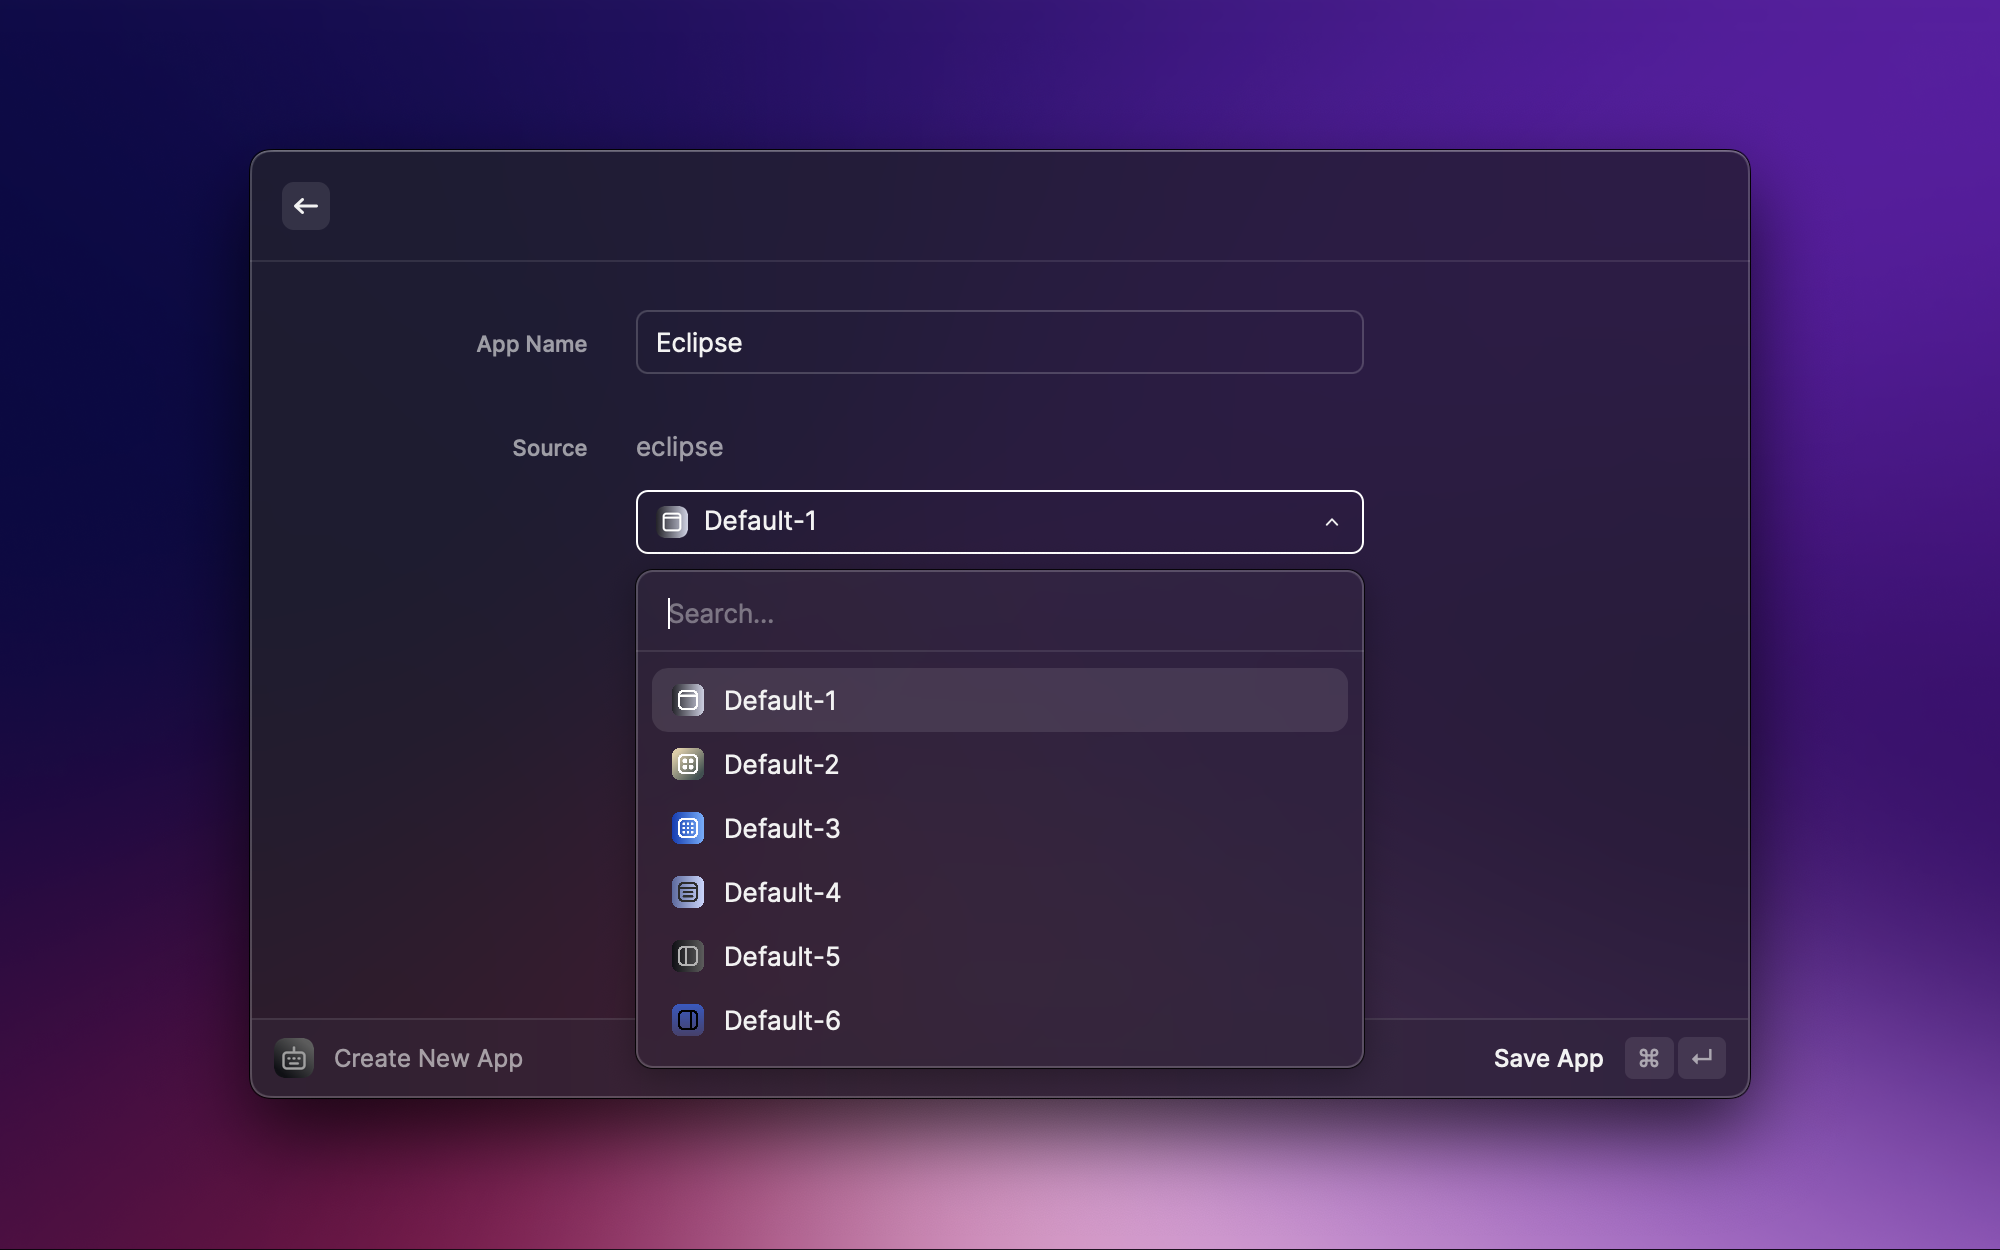 App Name
Eclipse
Source
eclipse
Default-1
Search...
Default-1
Default-2
Default-3
Default-4
Default-5
Default-6
Create New App
Save App ⌘ ↵